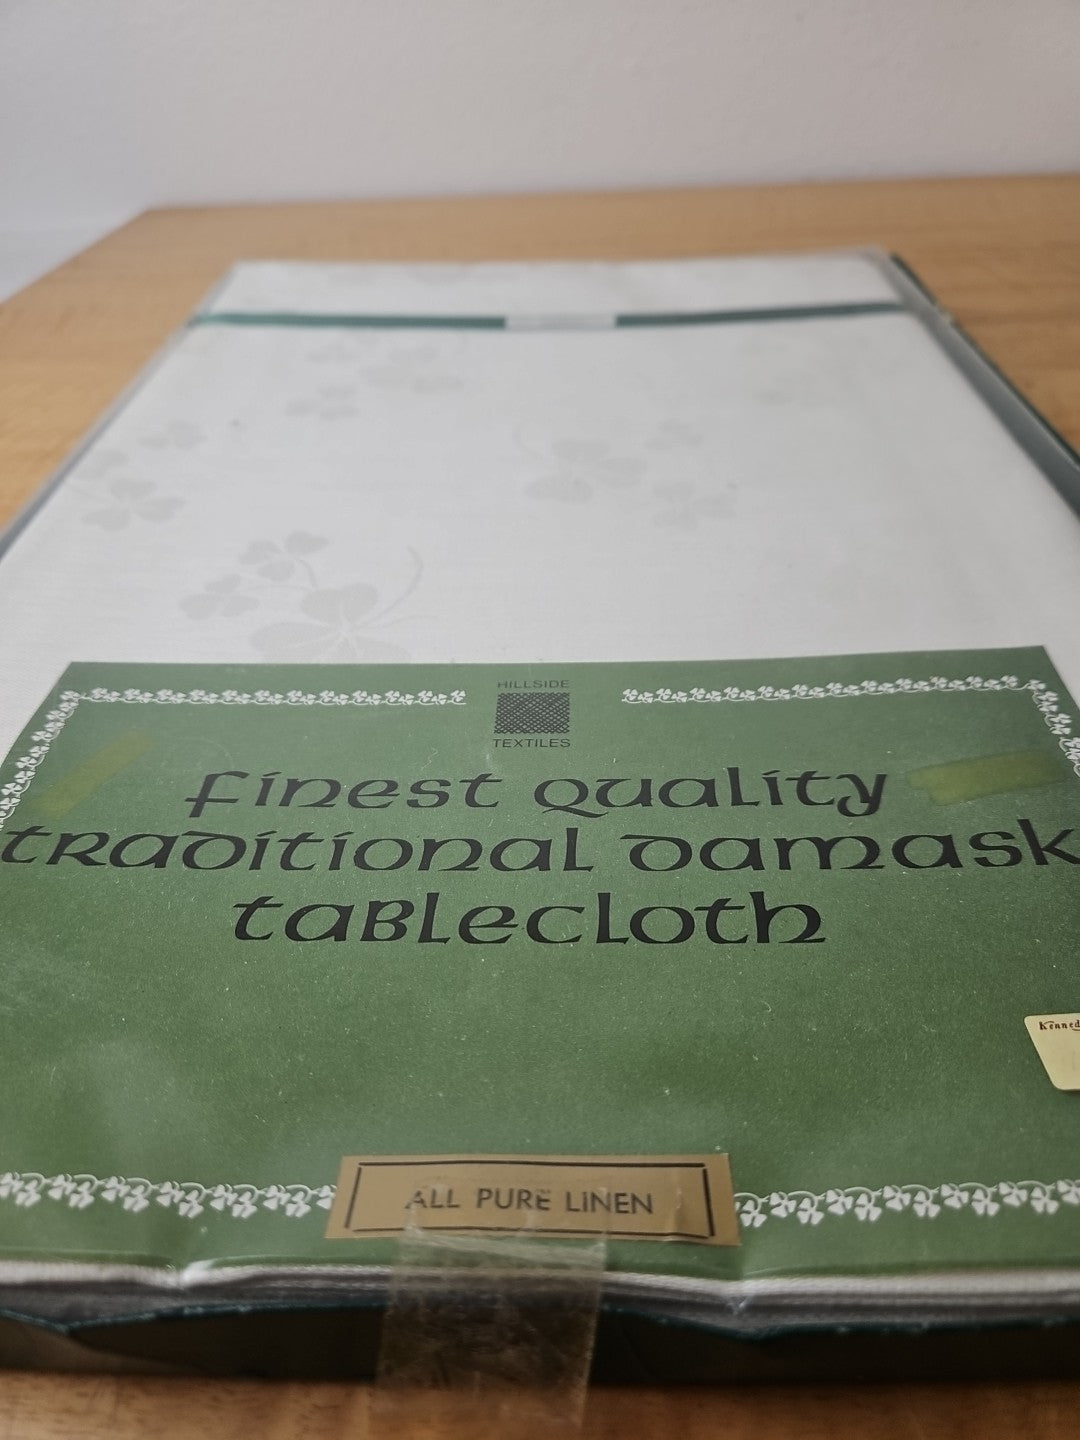 HILLSIDE
TEXTILES
finest quality
traditional damask
tablecloth
ALL PURE LINEN